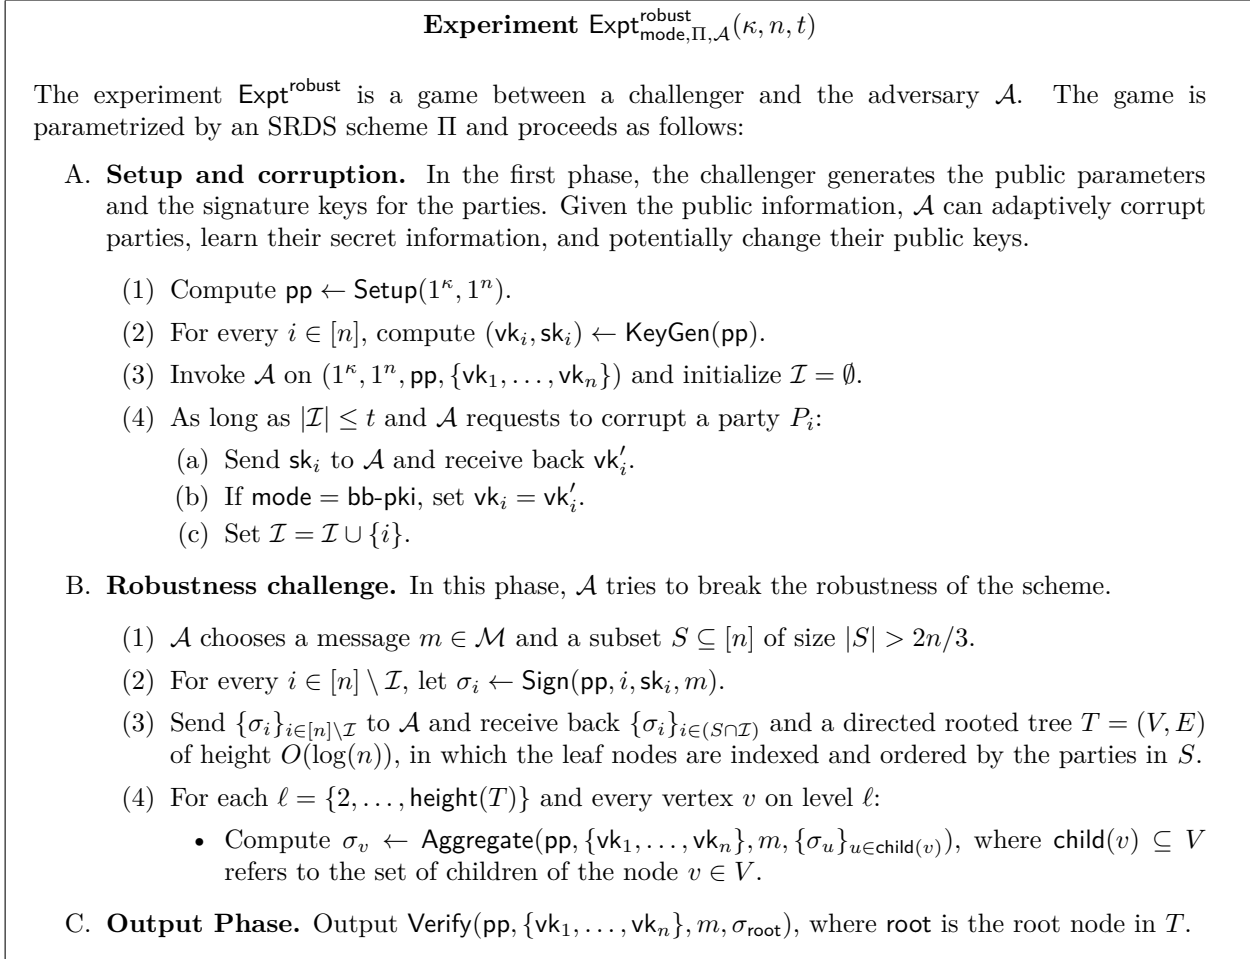 Experiment Expt^{robust}_{mode,Π,𝒜}(κ, n, t)
The experiment Expt^{robust} is a game between a challenger and the adversary 𝒜. The game is
parametrized by an SRDS scheme Π and proceeds as follows:
A. Setup and corruption. In the first phase, the challenger generates the public parameters
and the signature keys for the parties. Given the public information, 𝒜 can adaptively corrupt
parties, learn their secret information, and potentially change their public keys.
(1) Compute pp ← Setup(1^κ, 1^n).
(2) For every i ∈ [n], compute (vk_i, sk_i) ← KeyGen(pp).
(3) Invoke 𝒜 on (1^κ, 1^n, pp, {vk_1, . . . , vk_n}) and initialize ℐ = ∅.
(4) As long as |ℐ| ≤ t and 𝒜 requests to corrupt a party P_i:
(a) Send sk_i to 𝒜 and receive back vk′_i.
(b) If mode = bb-pki, set vk_i = vk′_i.
(c) Set ℐ = ℐ ∪ {i}.
B. Robustness challenge. In this phase, 𝒜 tries to break the robustness of the scheme.
(1) 𝒜 chooses a message m ∈ ℳ and a subset S ⊆ [n] of size |S| > 2n/3.
(2) For every i ∈ [n] \ ℐ, let σ_i ← Sign(pp, i, sk_i, m).
(3) Send {σ_i}_{i∈[n]\ℐ} to 𝒜 and receive back {σ_i}_{i∈(S∩ℐ)} and a directed rooted tree T = (V, E)
of height O(log(n)), in which the leaf nodes are indexed and ordered by the parties in S.
(4) For each ℓ = {2, . . . , height(T)} and every vertex v on level ℓ:
• Compute σ_v ← Aggregate(pp, {vk_1, . . . , vk_n}, m, {σ_u}_{u∈child(v)}), where child(v) ⊆ V
refers to the set of children of the node v ∈ V.
C. Output Phase. Output Verify(pp, {vk_1, . . . , vk_n}, m, σ_root), where root is the root node in T.